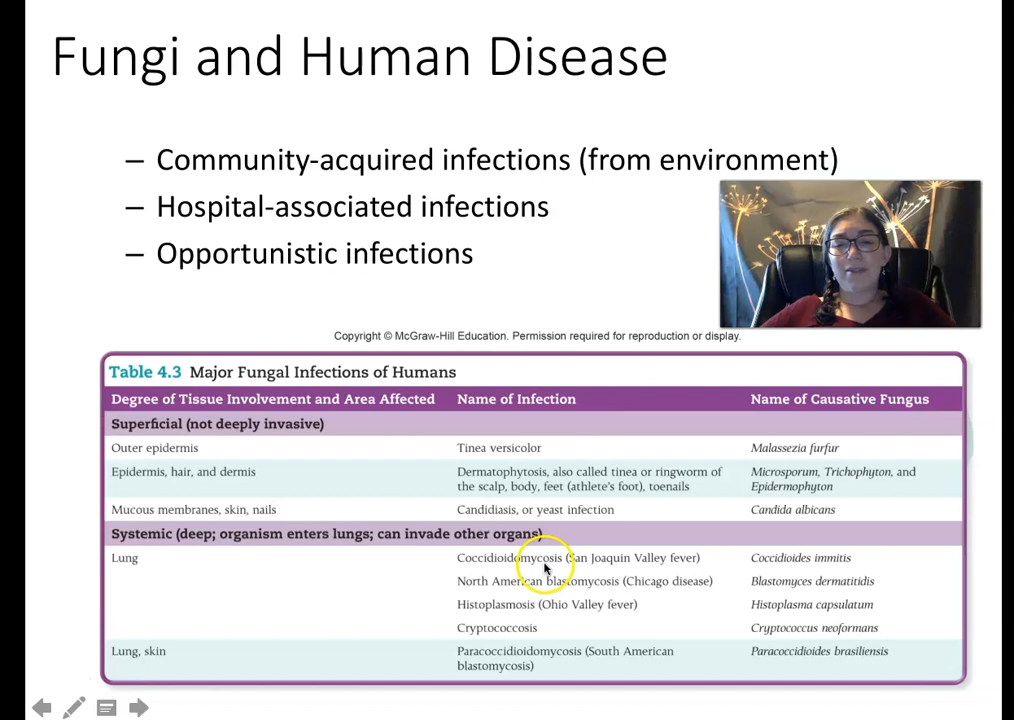 Fungi and Human Disease
– Community-acquired infections (from environment)
– Hospital-associated infections
– Opportunistic infections
Copyright © McGraw-Hill Education. Permission required for reproduction or display.
Table 4.3 Major Fungal Infections of Humans
Degree of Tissue Involvement and Area Affected Name of Infection Name of Causative Fungus
Superficial (not deeply invasive)
Outer epidermis Tinea versicolor Malassezia furfur
Epidermis, hair, and dermis Dermatophytosis, also called tinea or ringworm of Microsporum, Trichophyton, and
the scalp, body, feet (athlete's foot), toenails Epidermophyton
Mucous membranes, skin, nails Candidiasis, or yeast infection Candida albicans
Systemic (deep; organism enters lungs; can invade other organs)
Lung Coccidioidomycosis (San Joaquin Valley fever) Coccidioides immitis
North American blastomycosis (Chicago disease) Blastomyces dermatitidis
Histoplasmosis (Ohio Valley fever) Histoplasma capsulatum
Cryptococcosis Cryptococcus neoformans
Lung, skin Paracoccidioidomycosis (South American Paracoccidioides brasiliensis
blastomycosis)